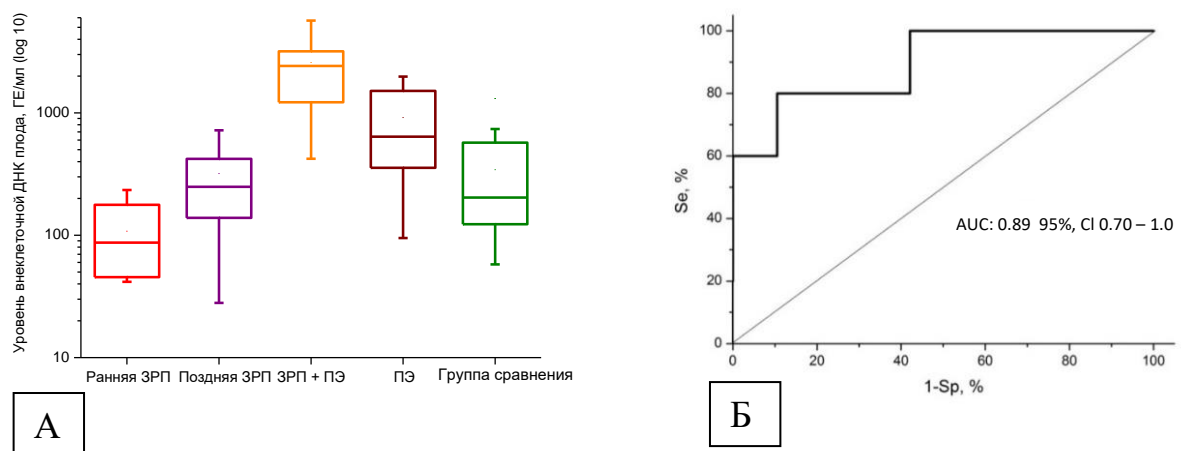 Уровень внеклеточной ДНК плода, ГЕ/мл (log 10)
1000
100
10
Ранняя ЗРП Поздняя ЗРП ЗРП + ПЭ ПЭ Группа сравнения
А
Se, %
100
80
60
40
20
0
AUC: 0.89 95%, CI 0.70 – 1.0
0 20 40 60 80 100
1-Sp, %
Б